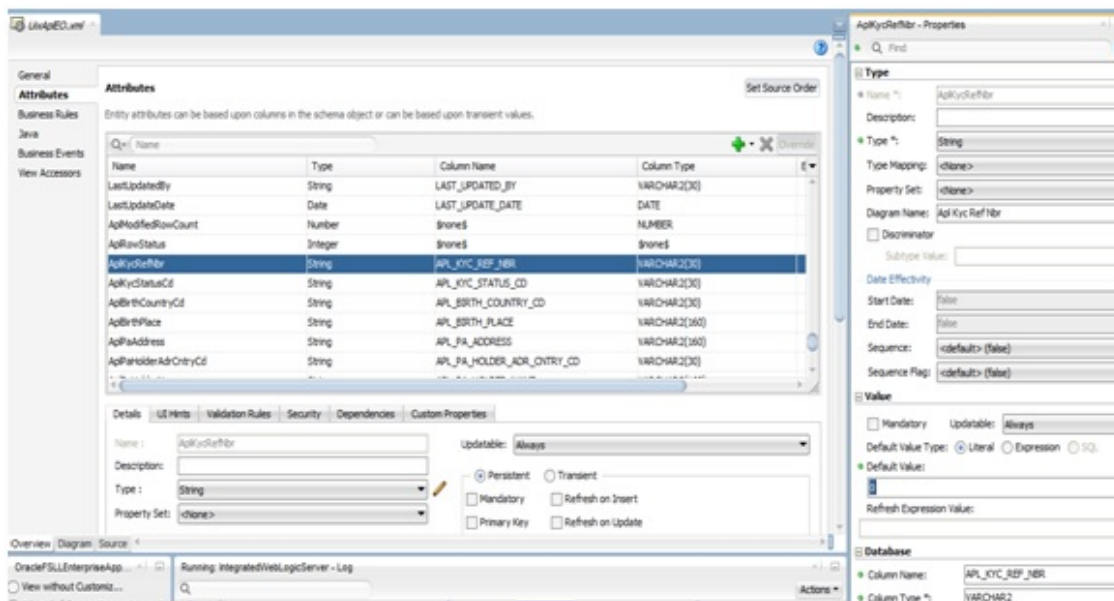 LilxAplEO.xml
General
Attributes
Business Rules
Java
Business Events
View Accessors
Attributes
Set Source Order
Entity attributes can be based upon columns in the schema object or can be based upon transient values.
Name
Override
Name Type Column Name Column Type
LastUpdatedBy String LAST_UPDATED_BY VARCHAR2(30)
LastUpdateDate Date LAST_UPDATE_DATE DATE
AplModifiedRowCount Number $none$ NUMBER
AplRowStatus Integer $none$ $none$
AplKycRefNbr String APL_KYC_REF_NBR VARCHAR2(30)
AplKycStatusCd String APL_KYC_STATUS_CD VARCHAR2(30)
AplBirthCountryCd String APL_BIRTH_COUNTRY_CD VARCHAR2(30)
AplBirthPlace String APL_BIRTH_PLACE VARCHAR2(160)
AplPaAddress String APL_PA_ADDRESS VARCHAR2(160)
AplPaHolderAdrCntryCd String APL_PA_HOLDER_ADR_CNTRY_CD VARCHAR2(30)
Details UI Hints Validation Rules Security Dependencies Custom Properties
Name : AplKycRefNbr
Updatable: Always
Description:
Persistent Transient
Type : String
Mandatory Refresh on Insert
Property Set: <None>
Primary Key Refresh on Update
Overview Diagram Source
OracleFSLLEnterpriseApp...
View without Customiz...
Running: IntegratedWebLogicServer - Log
Actions
AplKycRefNbr - Properties
Find
Type
Name *: AplKycRefNbr
Description:
Type *: String
Type Mapping: <None>
Property Set: <None>
Diagram Name: Apl Kyc Ref Nbr
Discriminator
Subtype Value:
Date Effectivity
Start Date: false
End Date: false
Sequence: <default> (false)
Sequence Flag: <default> (false)
Value
Mandatory Updatable: Always
Default Value Type: Literal Expression SQL
Default Value:
Refresh Expression Value:
Database
Column Name: APL_KYC_REF_NBR
Column Type *: VARCHAR2